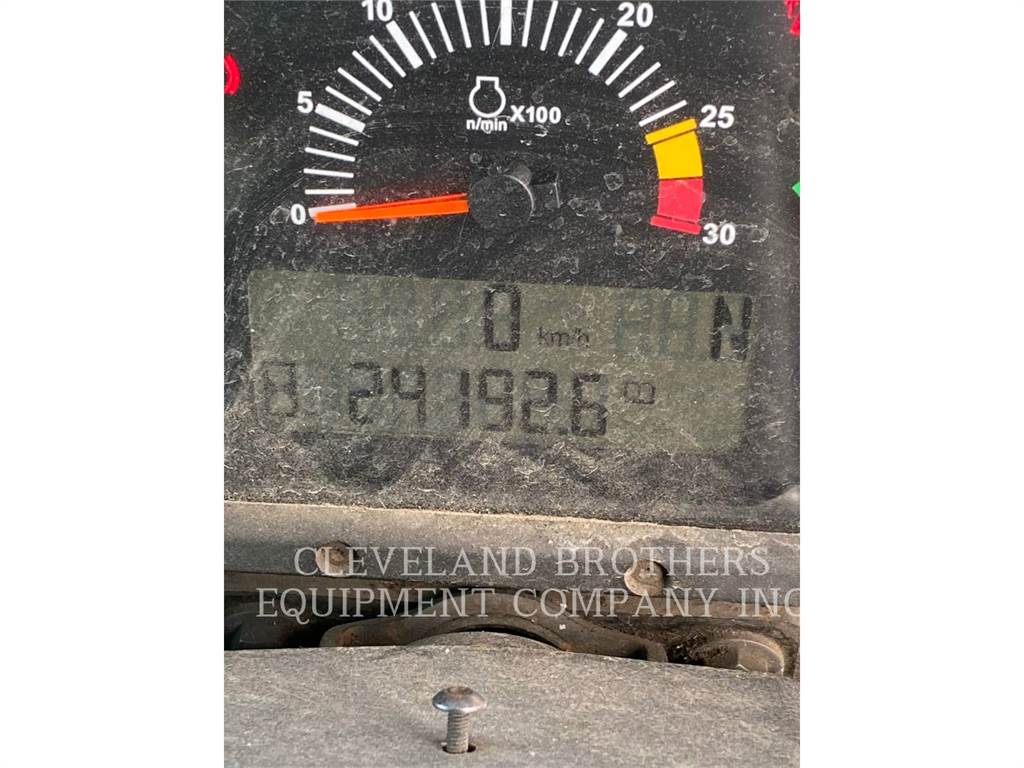 10
20
5
X100
n/min
25
0
30
0 km/h N
24192.6
CLEVELAND BROTHERS
EQUIPMENT COMPANY INC